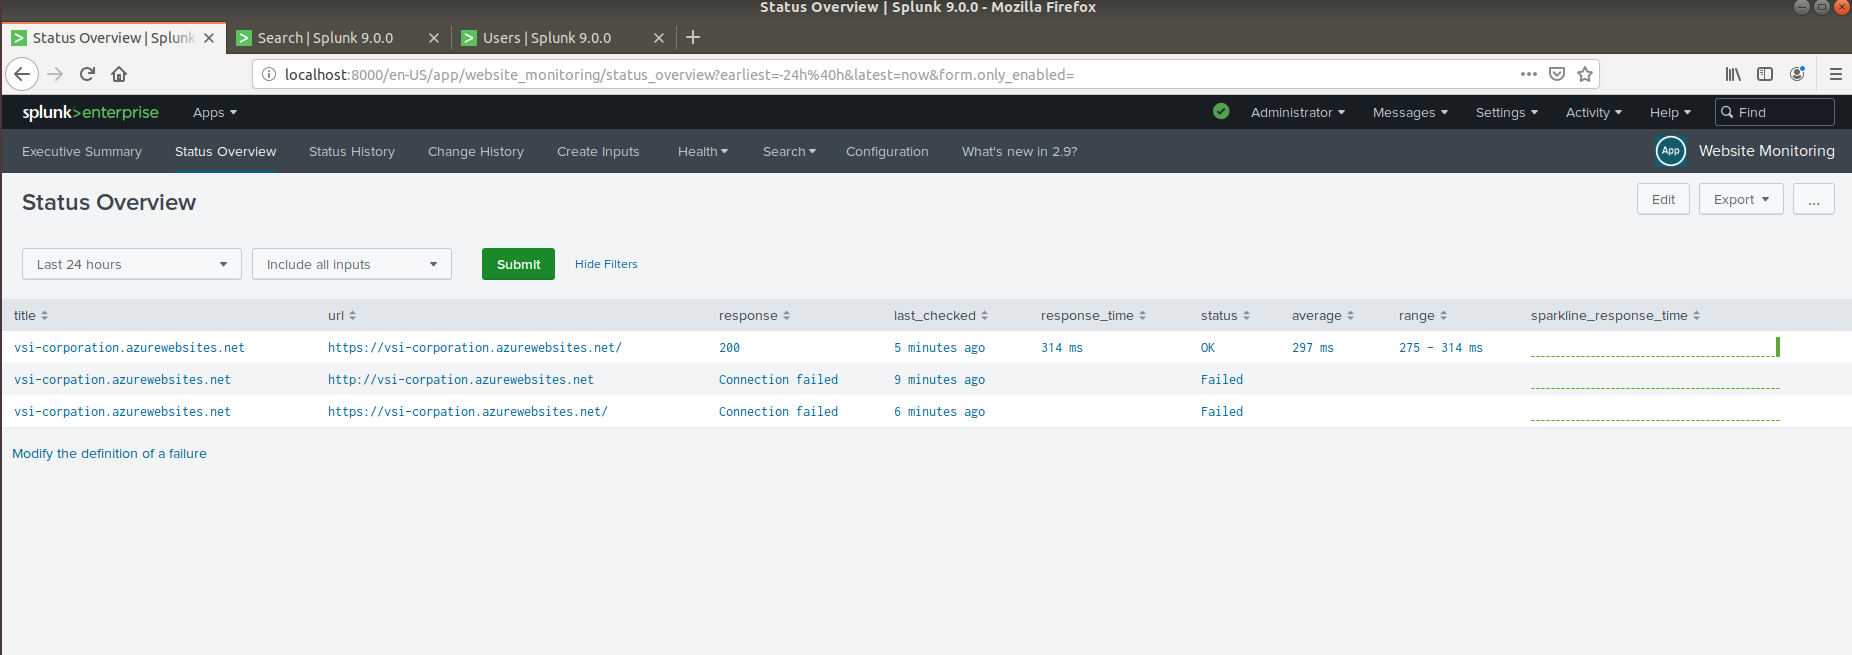 Status Overview | Splunk 9.0.0 - Mozilla Firefox
Status Overview | Splunk
Search | Splunk 9.0.0
Users | Splunk 9.0.0
localhost:8000/en-US/app/website_monitoring/status_overview?earliest=-24h%40h&latest=now&form.only_enabled=
splunk>enterprise Apps Administrator Messages Settings Activity Help Find
Executive Summary Status Overview Status History Change History Create Inputs Health Search Configuration What's new in 2.9? App Website Monitoring
Status Overview Edit Export ...
Last 24 hours Include all inputs Submit Hide Filters
title url response last_checked response_time status average range sparkline_response_time
vsi-corporation.azurewebsites.net https://vsi-corporation.azurewebsites.net/ 200 5 minutes ago 314 ms OK 297 ms 275 - 314 ms
vsi-corpation.azurewebsites.net http://vsi-corpation.azurewebsites.net Connection failed 9 minutes ago Failed
vsi-corpation.azurewebsites.net https://vsi-corpation.azurewebsites.net/ Connection failed 6 minutes ago Failed
Modify the definition of a failure